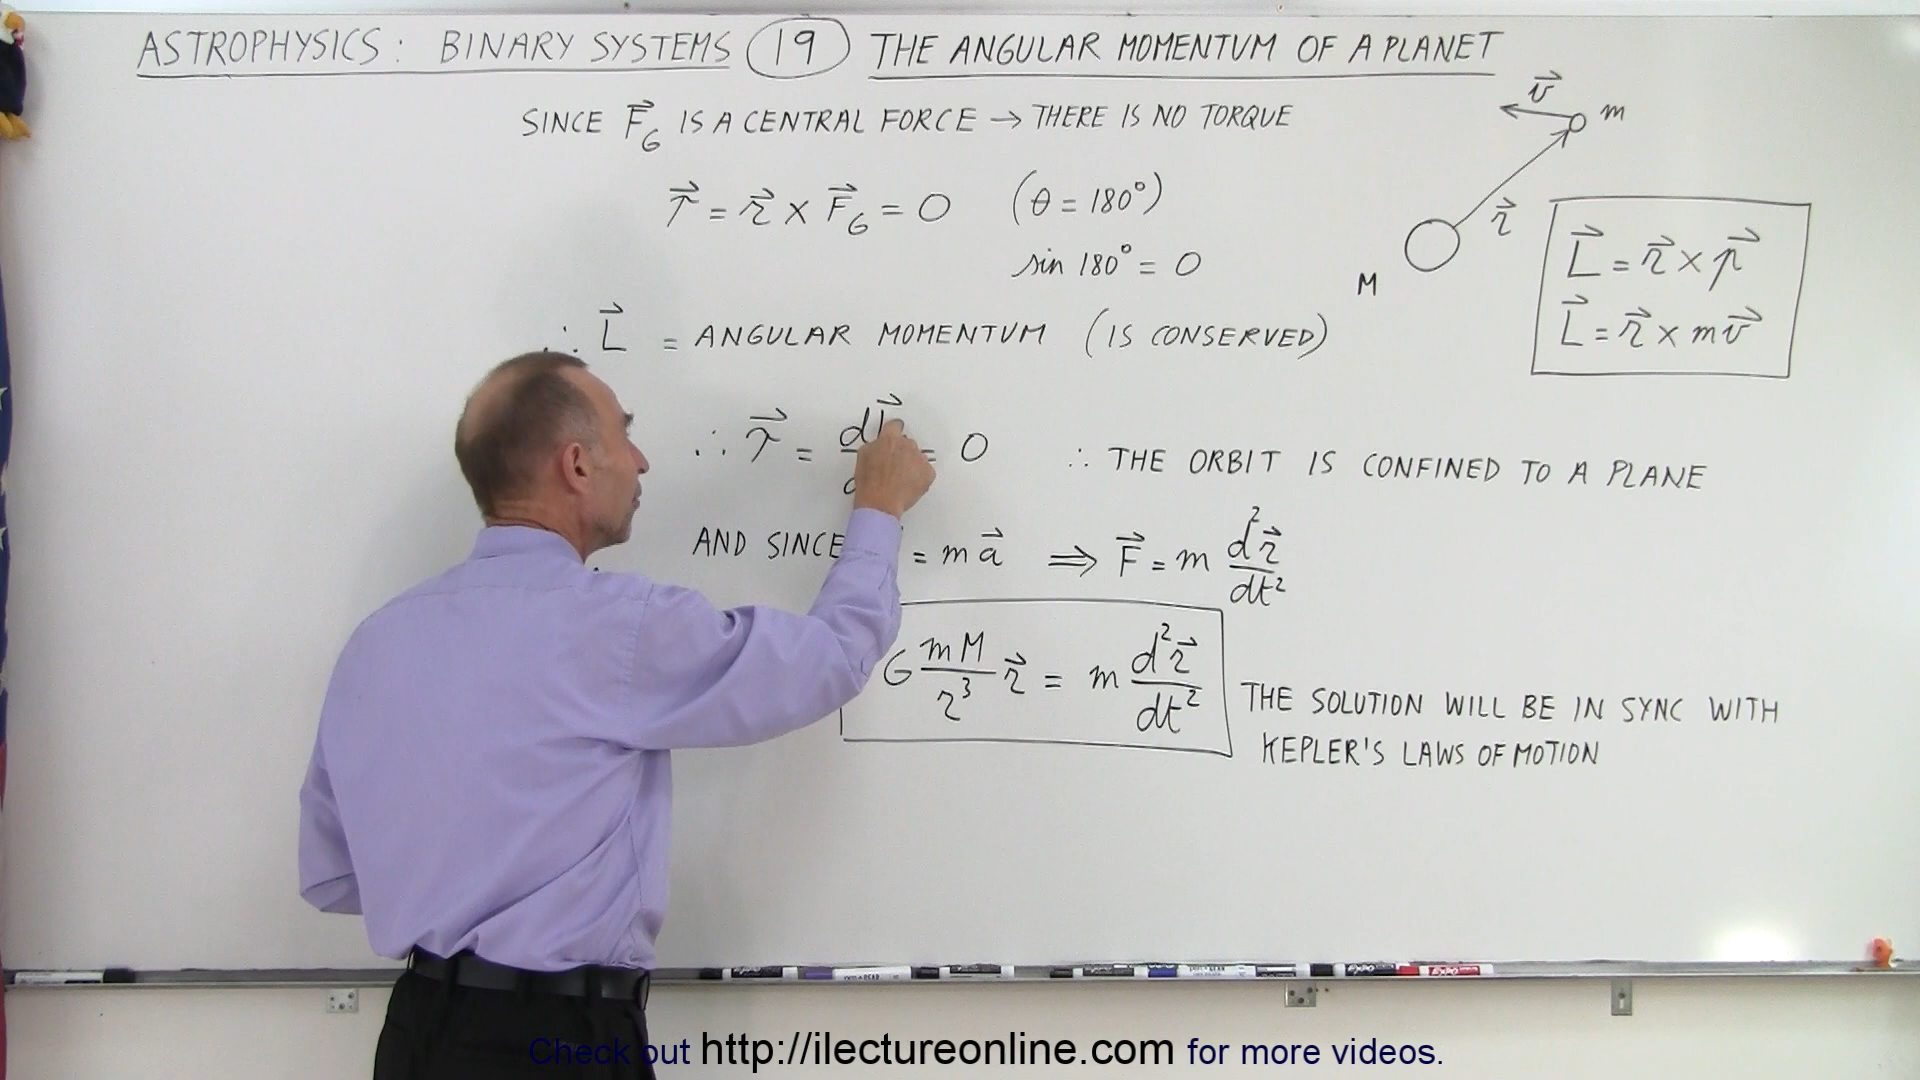 ASTROPHYSICS: BINARY SYSTEMS 19 THE ANGULAR MOMENTUM OF A PLANET
SINCE F⃗_G IS A CENTRAL FORCE → THERE IS NO TORQUE
v⃗ m
τ⃗ = r⃗ × F⃗_G = 0 (θ = 180°)
sin 180° = 0
r⃗
M
L⃗ = r⃗ × p⃗
L⃗ = r⃗ × mv⃗
∴ L⃗ = ANGULAR MOMENTUM (IS CONSERVED)
∴ τ⃗ = dL⃗ = 0 ∴ THE ORBIT IS CONFINED TO A PLANE
AND SINCE = ma⃗ ⇒ F⃗ = m d²r⃗/dt²
G mM/r³ r⃗ = m d²r⃗/dt²
THE SOLUTION WILL BE IN SYNC WITH
KEPLER'S LAWS OF MOTION
Check out http://ilectureonline.com for more videos.